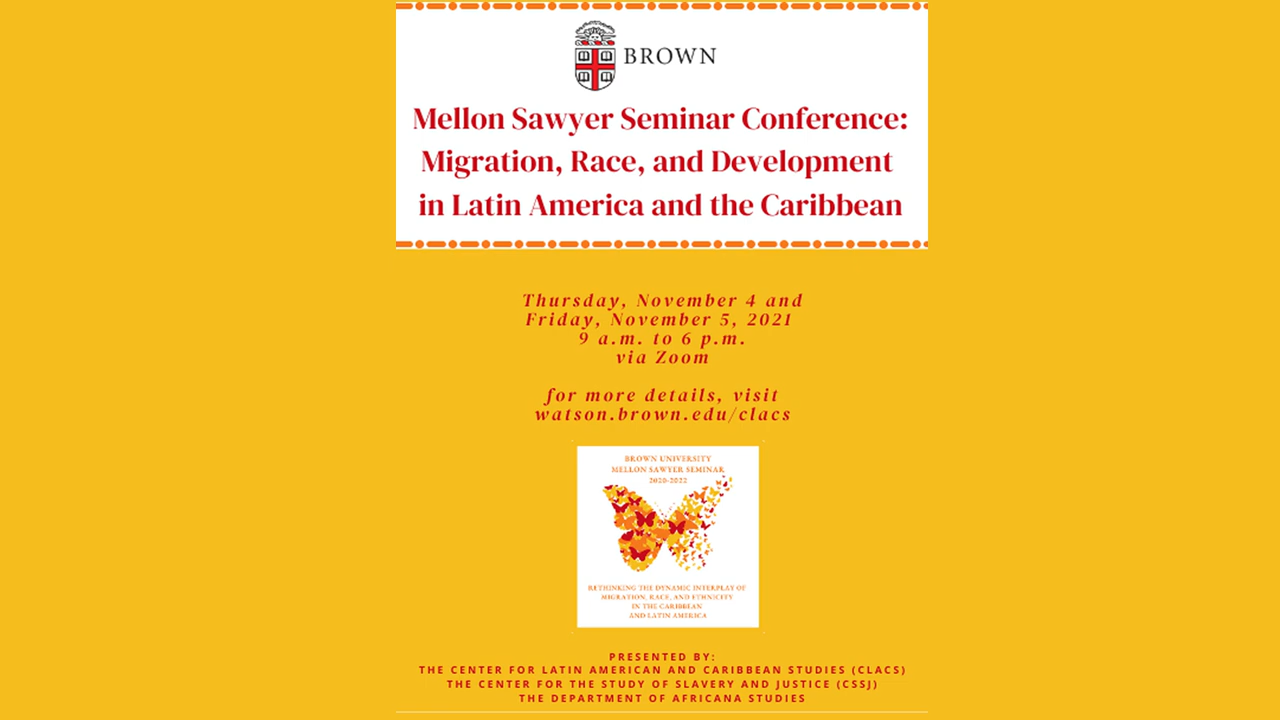 BROWN
Mellon Sawyer Seminar Conference:
Migration, Race, and Development
in Latin America and the Caribbean
Thursday, November 4 and
Friday, November 5, 2021
9 a.m. to 6 p.m.
via Zoom
for more details, visit
watson.brown.edu/clacs
BROWN UNIVERSITY
MELLON SAWYER SEMINAR
2020-2022
RETHINKING THE DYNAMIC INTERPLAY OF
MIGRATION, RACE, AND ETHNICITY
IN THE CARIBBEAN
AND LATIN AMERICA
PRESENTED BY:
THE CENTER FOR LATIN AMERICAN AND CARIBBEAN STUDIES (CLACS)
THE CENTER FOR THE STUDY OF SLAVERY AND JUSTICE (CSSJ)
THE DEPARTMENT OF AFRICANA STUDIES